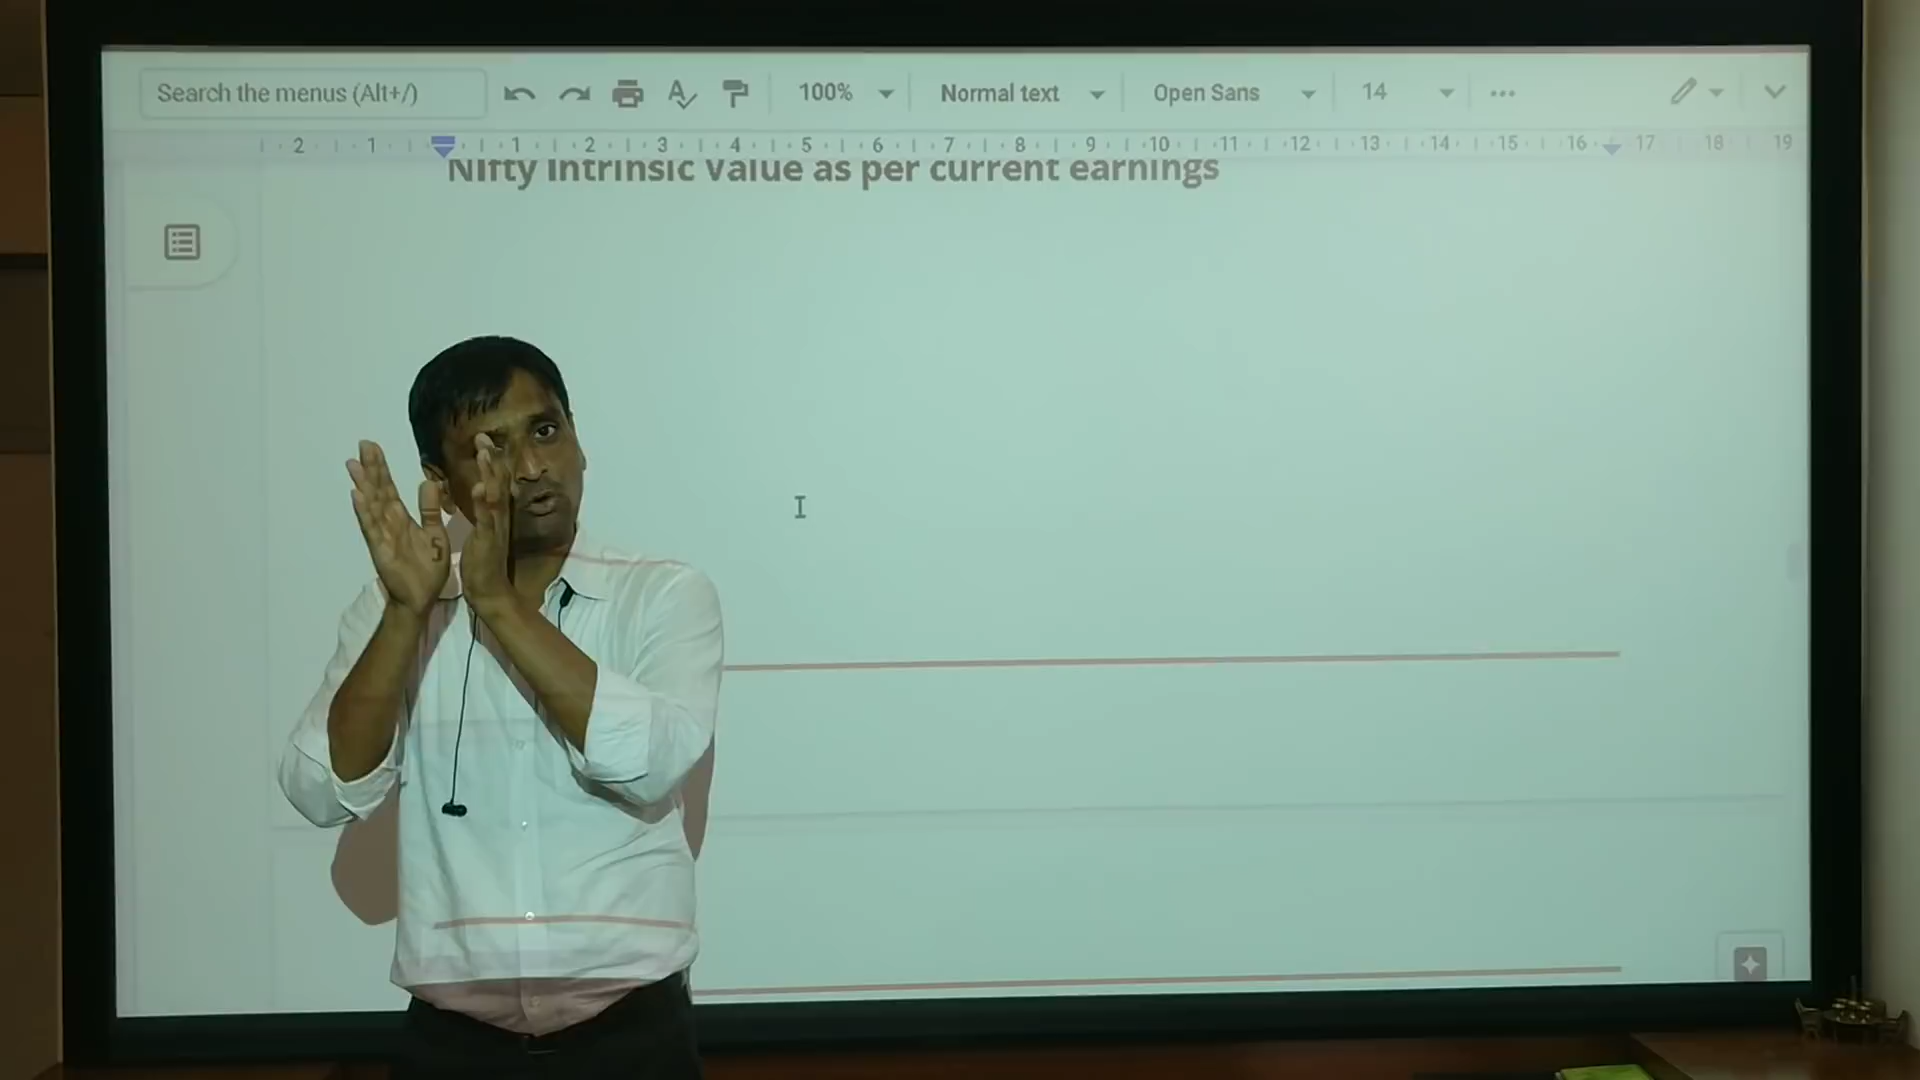 Search the menus (Alt+/) 100% Normal text Open Sans 14
2 1 1 2 3 4 5 6 7 8 9 10 11 12 13 14 15 16 17 18 19
Nifty Intrinsic Value as per current earnings
5